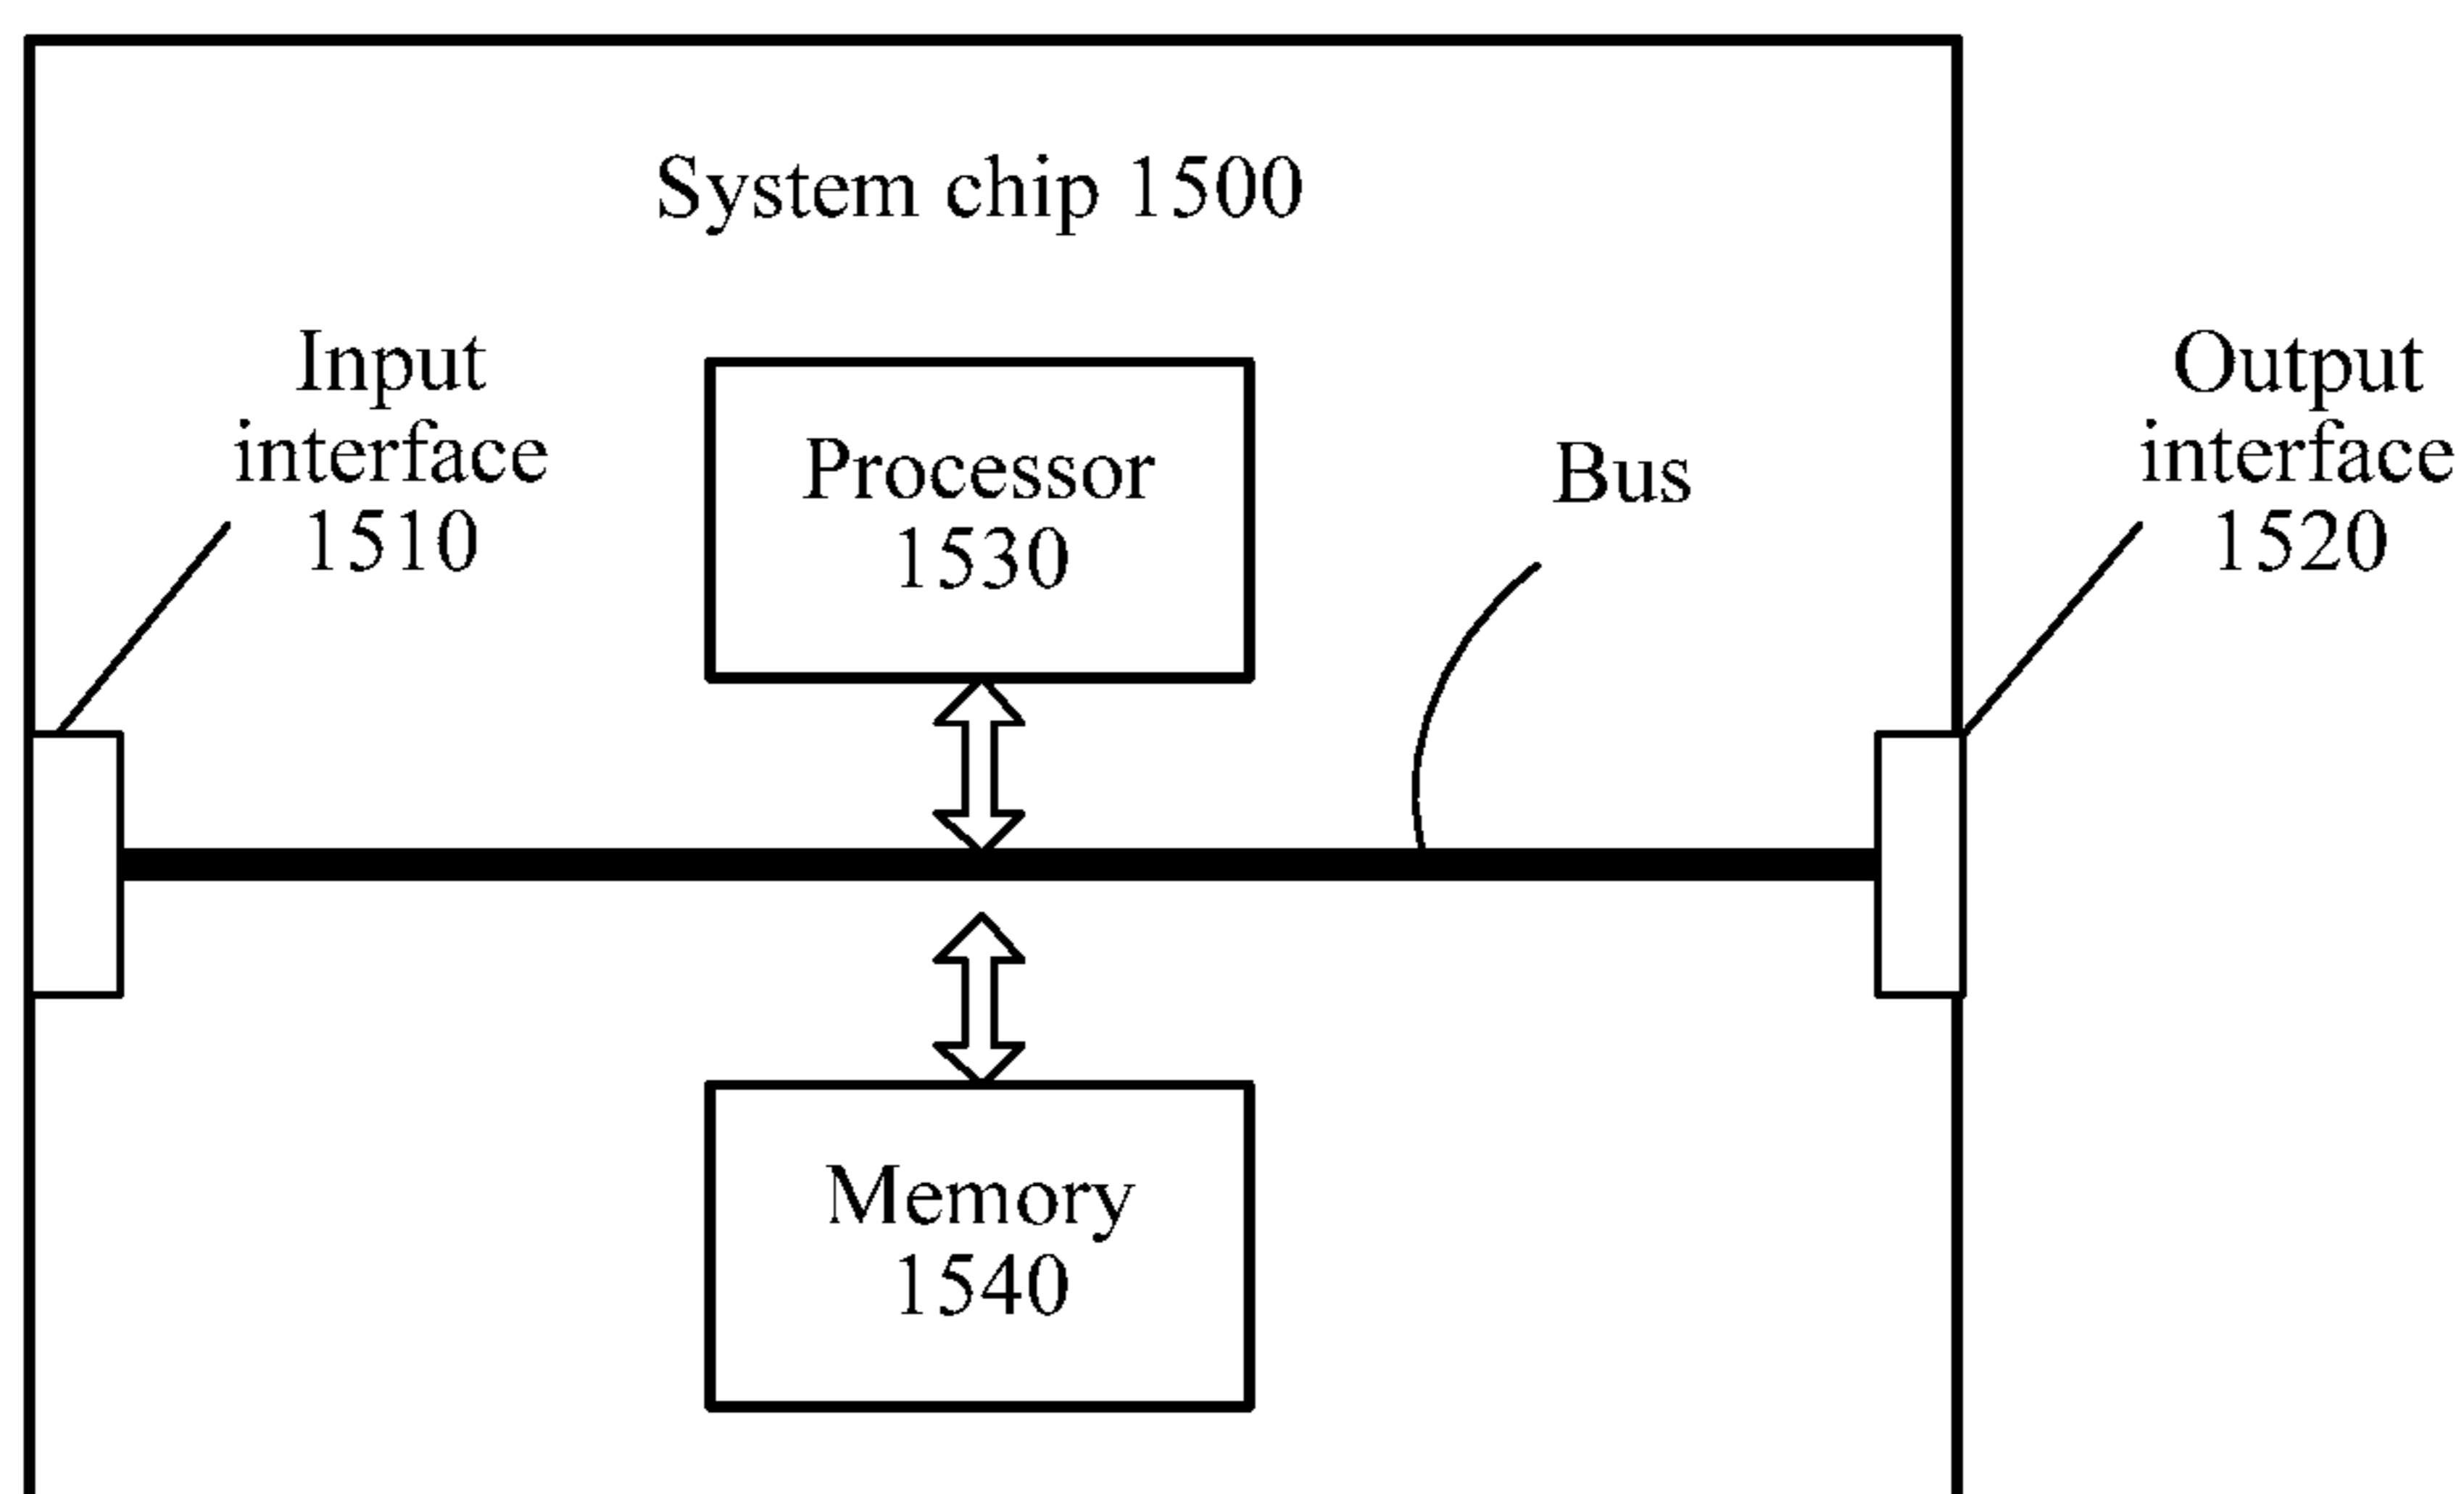 System chip 1500
Input
interface
1510
Processor
1530
Bus
Output
interface
1520
Memory
1540